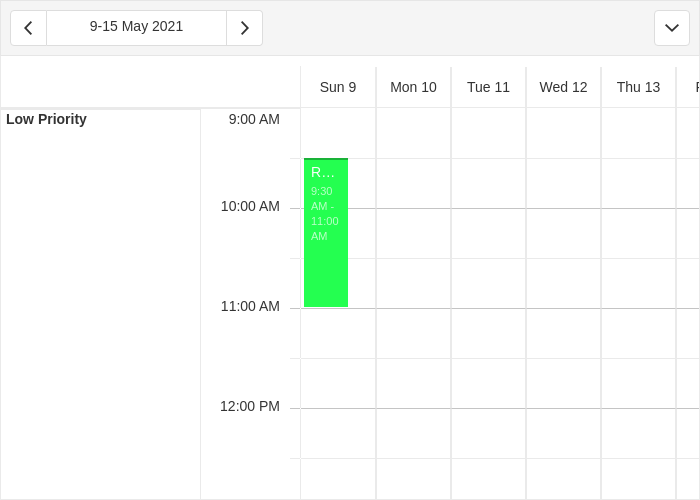 9-15 May 2021
Sun 9 Mon 10 Tue 11 Wed 12 Thu 13
Low Priority
9:00 AM
R...
9:30
AM -
10:00 AM
11:00
AM
11:00 AM
12:00 PM